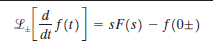 ℒ± [ d/dt f(t) ] = sF(s) − f(0±)